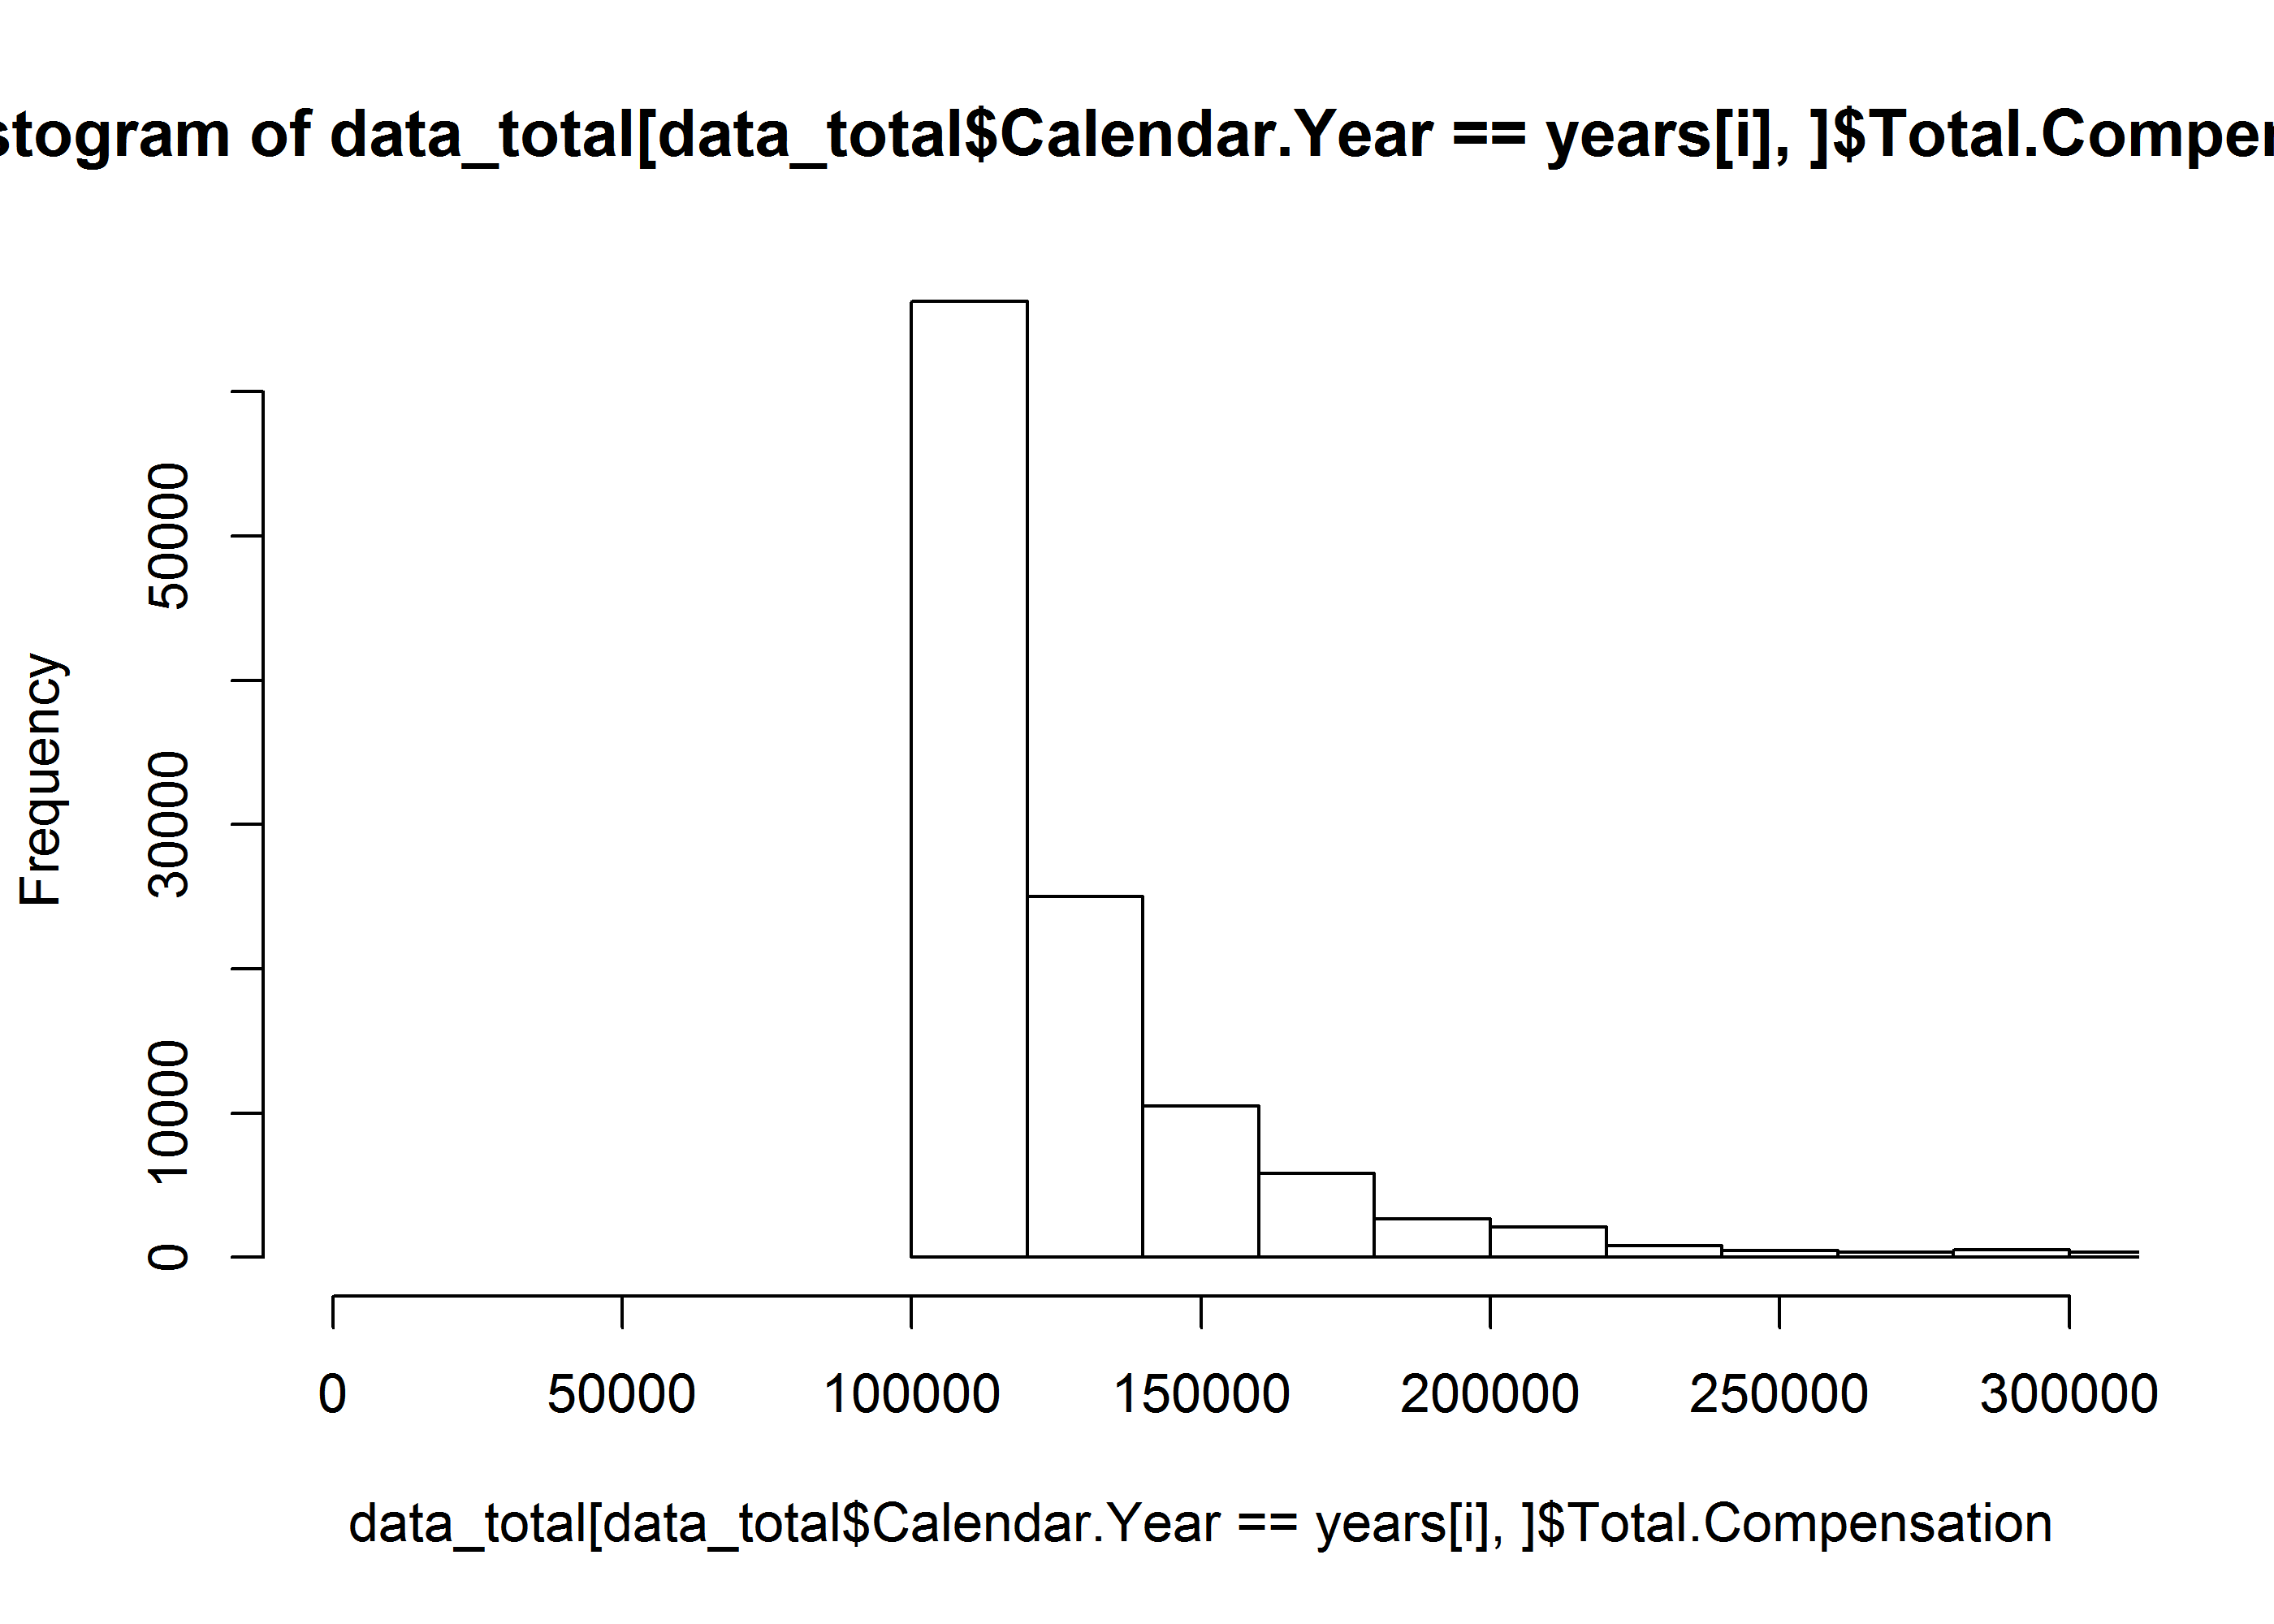 stogram of data_total[data_total$Calendar.Year == years[i], ]$Total.Comper
Frequency
50000
30000
10000
0
0 50000 100000 150000 200000 250000 300000
data_total[data_total$Calendar.Year == years[i], ]$Total.Compensation